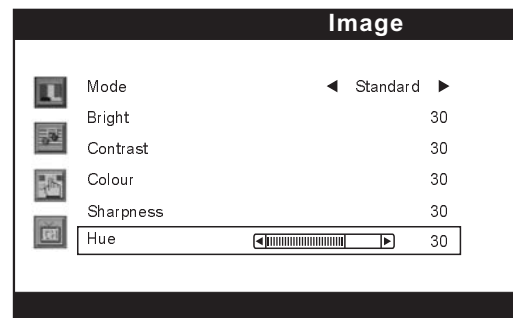 Image
Mode ◀ Standard ▶
Bright 30
Contrast 30
Colour 30
Sharpness 30
Hue 30